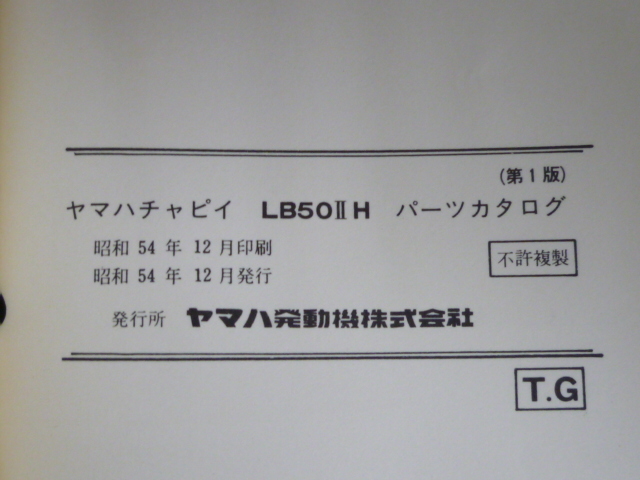 (第1版)
ヤマハチャピイ LB50ⅡH パーツカタログ
昭和 54 年 12 月印刷
昭和 54 年 12 月発行
不許複製
発行所 ヤマハ発動機株式会社
T.G